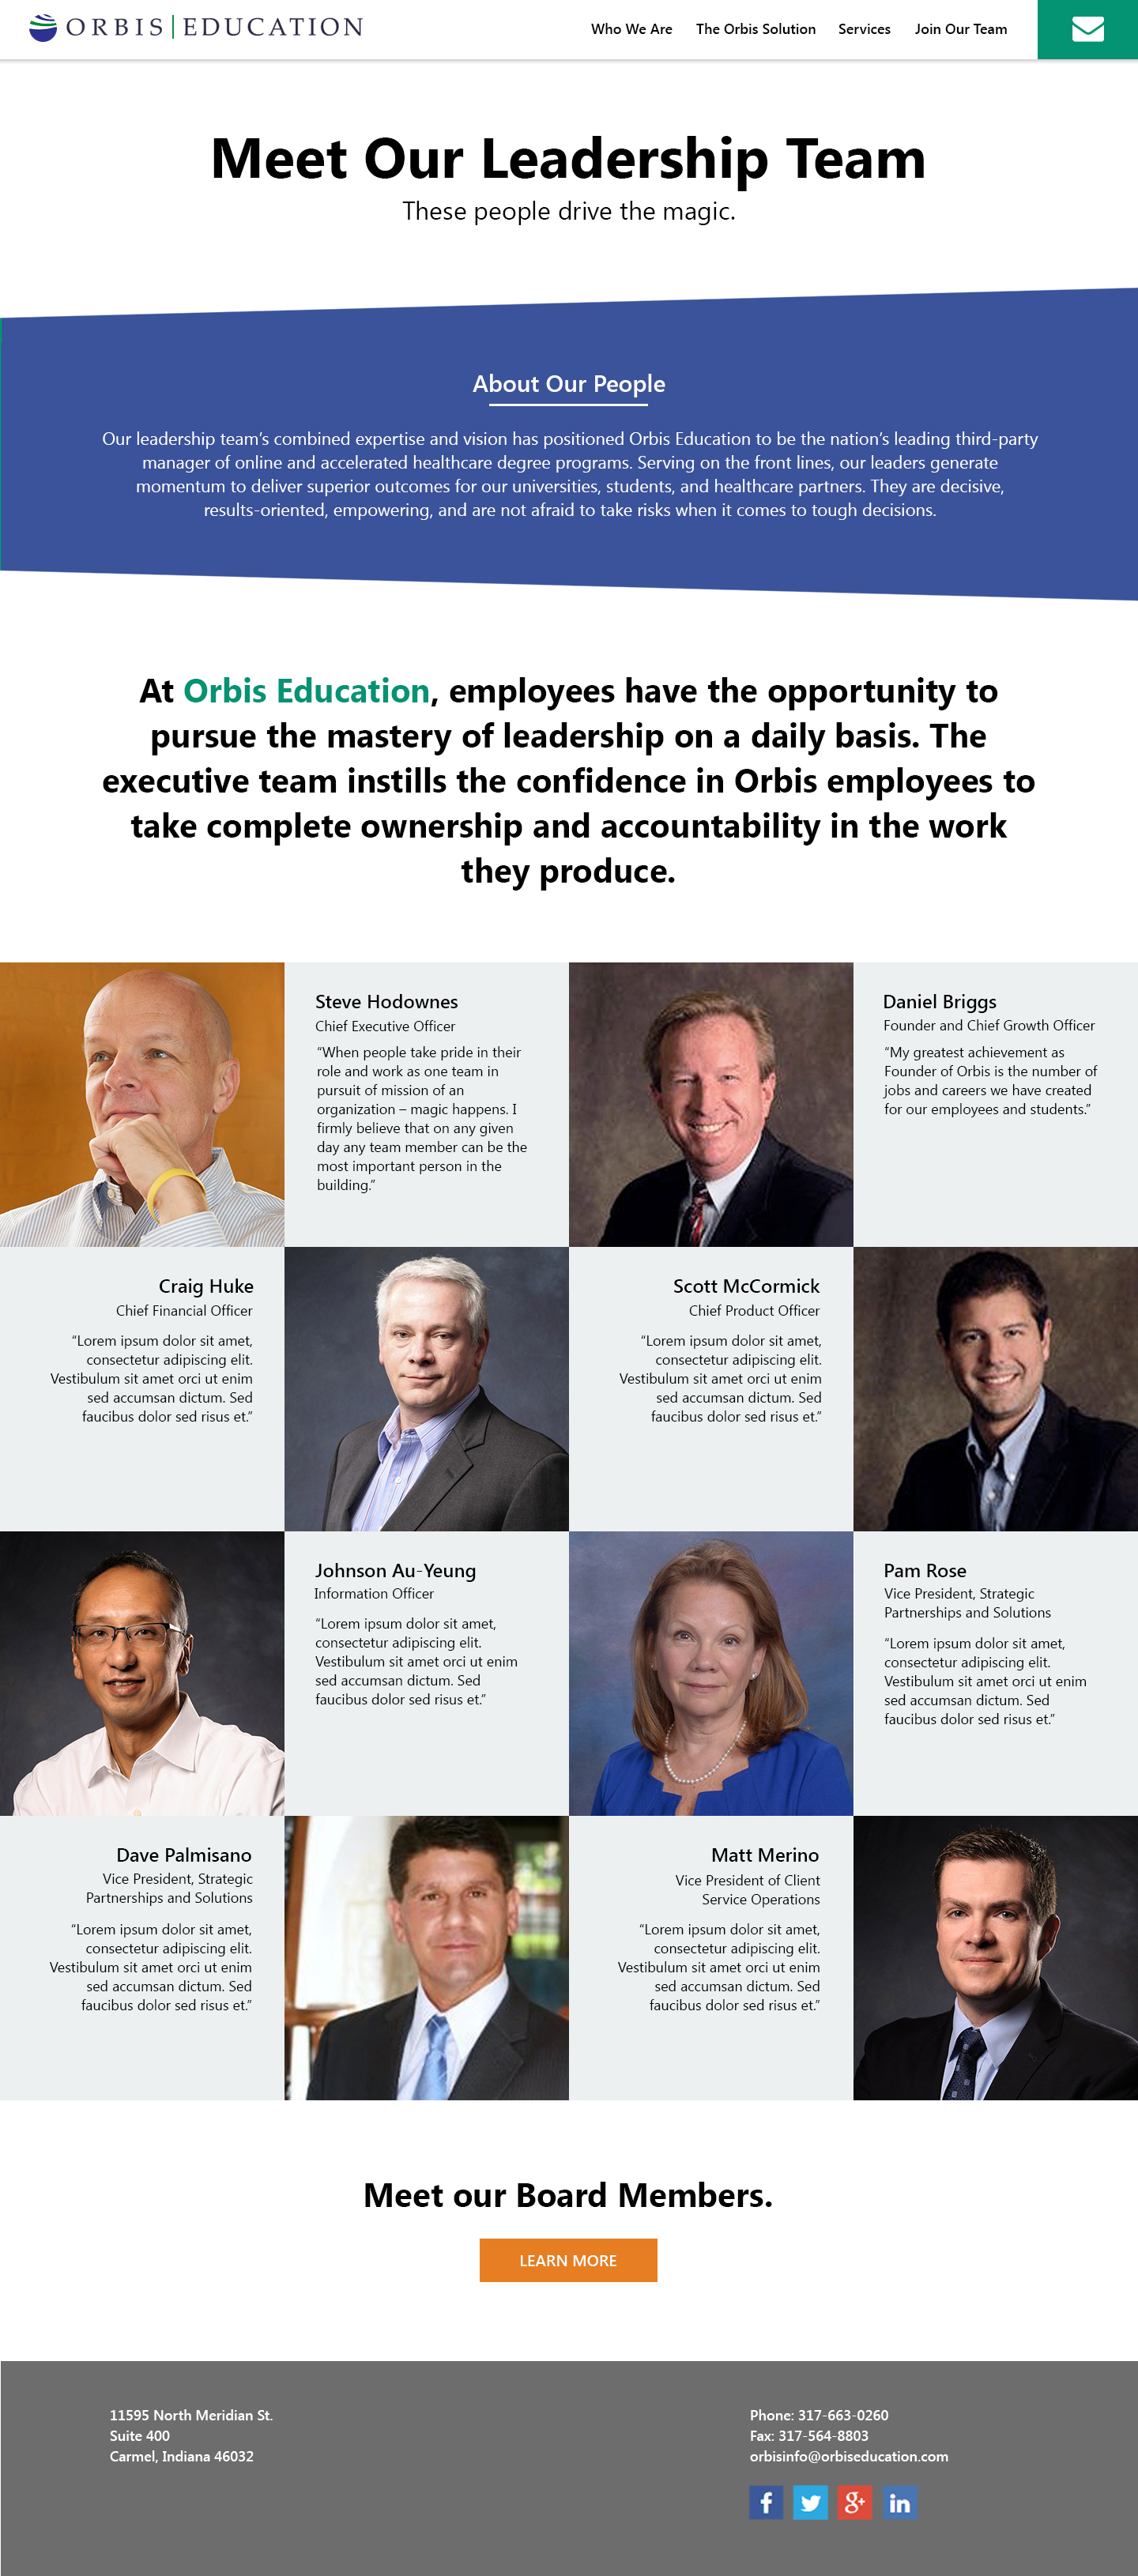 ORBIS | EDUCATION
Who We Are
The Orbis Solution
Services
Join Our Team
Meet Our Leadership Team
These people drive the magic.
About Our People
Our leadership team’s combined expertise and vision has positioned Orbis Education to be the nation’s leading third-party
manager of online and accelerated healthcare degree programs. Serving on the front lines, our leaders generate
momentum to deliver superior outcomes for our universities, students, and healthcare partners. They are decisive,
results-oriented, empowering, and are not afraid to take risks when it comes to tough decisions.
At Orbis Education, employees have the opportunity to
pursue the mastery of leadership on a daily basis. The
executive team instills the confidence in Orbis employees to
take complete ownership and accountability in the work
they produce.
Steve Hodownes
Chief Executive Officer
“When people take pride in their
role and work as one team in
pursuit of mission of an
organization – magic happens. I
firmly believe that on any given
day any team member can be the
most important person in the
building.”
Daniel Briggs
Founder and Chief Growth Officer
“My greatest achievement as
Founder of Orbis is the number of
jobs and careers we have created
for our employees and students.”
Craig Huke
Chief Financial Officer
“Lorem ipsum dolor sit amet,
consectetur adipiscing elit.
Vestibulum sit amet orci ut enim
sed accumsan dictum. Sed
faucibus dolor sed risus et.”
Scott McCormick
Chief Product Officer
“Lorem ipsum dolor sit amet,
consectetur adipiscing elit.
Vestibulum sit amet orci ut enim
sed accumsan dictum. Sed
faucibus dolor sed risus et.”
Johnson Au-Yeung
Information Officer
“Lorem ipsum dolor sit amet,
consectetur adipiscing elit.
Vestibulum sit amet orci ut enim
sed accumsan dictum. Sed
faucibus dolor sed risus et.”
Pam Rose
Vice President, Strategic
Partnerships and Solutions
“Lorem ipsum dolor sit amet,
consectetur adipiscing elit.
Vestibulum sit amet orci ut enim
sed accumsan dictum. Sed
faucibus dolor sed risus et.”
Dave Palmisano
Vice President, Strategic
Partnerships and Solutions
“Lorem ipsum dolor sit amet,
consectetur adipiscing elit.
Vestibulum sit amet orci ut enim
sed accumsan dictum. Sed
faucibus dolor sed risus et.”
Matt Merino
Vice President of Client
Service Operations
“Lorem ipsum dolor sit amet,
consectetur adipiscing elit.
Vestibulum sit amet orci ut enim
sed accumsan dictum. Sed
faucibus dolor sed risus et.”
Meet our Board Members.
LEARN MORE
11595 North Meridian St.
Suite 400
Carmel, Indiana 46032
Phone: 317-663-0260
Fax: 317-564-8803
orbisinfo@orbiseducation.com
f
g+
in